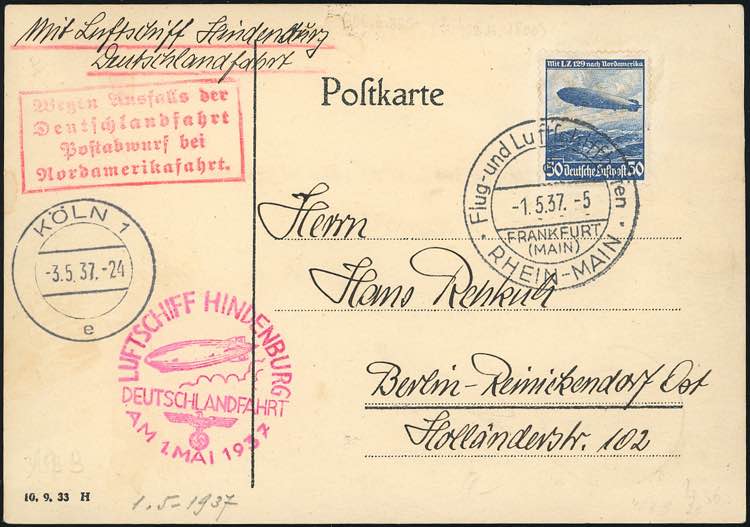 Mit Luftschiff Hindenburg
Deutschlandfahrt
Wegen Ausfalls der
Deutschlandfahrt
Postabwurf bei
Nordamerikafahrt.
Postkarte
Mit LZ 129 nach Nordamerika
50 Deutsche Luftpost 50
Flug- und Luftschiffhafen
-1.5.37.-5
FRANKFURT
(MAIN)
RHEIN-MAIN
KÖLN 1
-3.5.37.-24
e
Herrn
Hans
Berlin-Reinickendorf Ost
Holländerstr. 102
LUFTSCHIFF HINDENBURG
DEUTSCHLANDFAHRT
AM 1. MAI 1937
10. 9. 33 H
1.5-1937